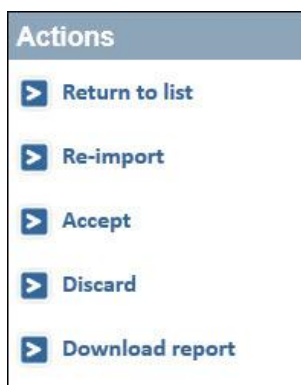 Actions
Return to list
Re-import
Accept
Discard
Download report